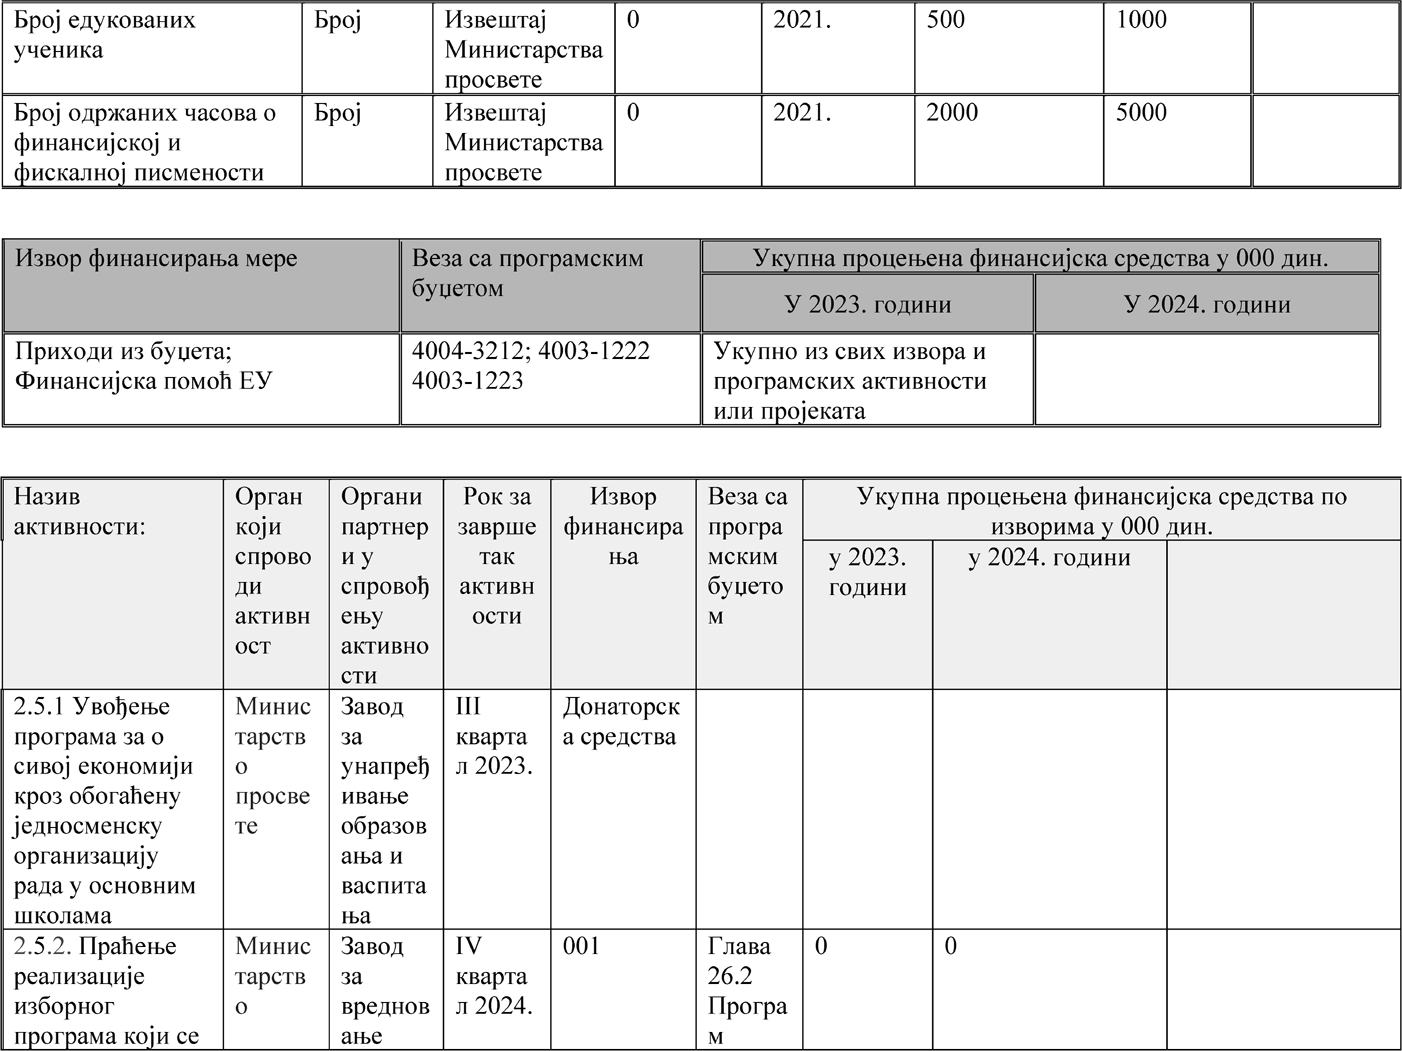 Број едукованих
ученика
Број
Извештај
Министарства
просвете
0
2021.
500
1000
Број одржаних часова о
финансијској и
фискалној писмености
Број
Извештај
Министарства
просвете
0
2021.
2000
5000
Извор финансирања мере
Веза са програмским
буџетом
Укупна процењена финансијска средства у 000 дин.
У 2023. години
У 2024. години
Приходи из буџета;
Финансијска помоћ ЕУ
4004-3212; 4003-1222
4003-1223
Укупно из свих извора и
програмских активности
или пројеката
Назив
активности:
Орган
који
спрово
ди
активн
ост
Органи
партнер
и у
спровођ
ењу
активно
сти
Рок за
заврше
так
активн
ости
Извор
финансира
ња
Веза са
програ
мским
буџето
м
Укупна процењена финансијска средства по
изворима у 000 дин.
у 2023.
години
у 2024. години
2.5.1 Увођење
програма за о
сивој економији
кроз обогаћену
једносменску
организацију
рада у основним
школама
Минис
тарств
о
просве
те
Завод
за
унапређ
ивање
образов
ања и
васпита
ња
III
кварта
л 2023.
Донаторск
а средства
2.5.2. Праћење
реализације
изборног
програма који се
Минис
тарств
о
Завод
за
вреднов
ање
IV
кварта
л 2024.
001
Глава
26.2
Програ
м
0
0